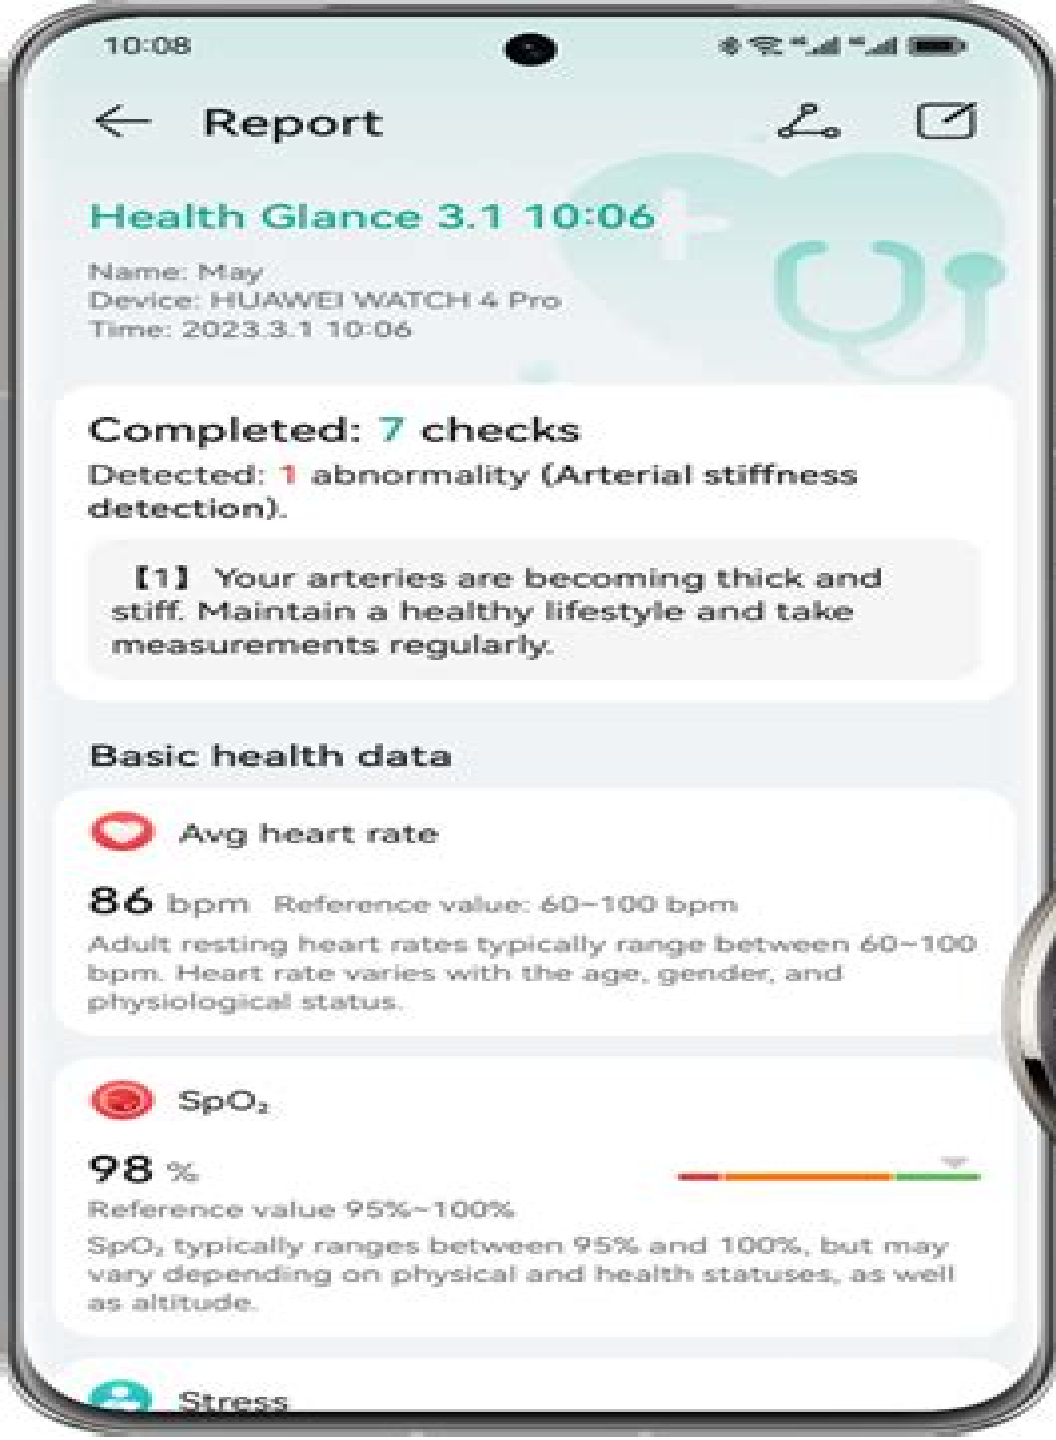 10:08
Report
Health Glance 3.1 10:06
Name: May
Device: HUAWEI WATCH 4 Pro
Time: 2023.3.1 10:06
Completed: 7 checks
Detected: 1 abnormality (Arterial stiffness
detection).
【1】 Your arteries are becoming thick and
stiff. Maintain a healthy lifestyle and take
measurements regularly.
Basic health data
Avg heart rate
86 bpm Reference value: 60~100 bpm
Adult resting heart rates typically range between 60~100
bpm. Heart rate varies with the age, gender, and
physiological status.
SpO₂
98 %
Reference value 95%~100%
SpO₂ typically ranges between 95% and 100%, but may
vary depending on physical and health statuses, as well
as altitude.
Stress